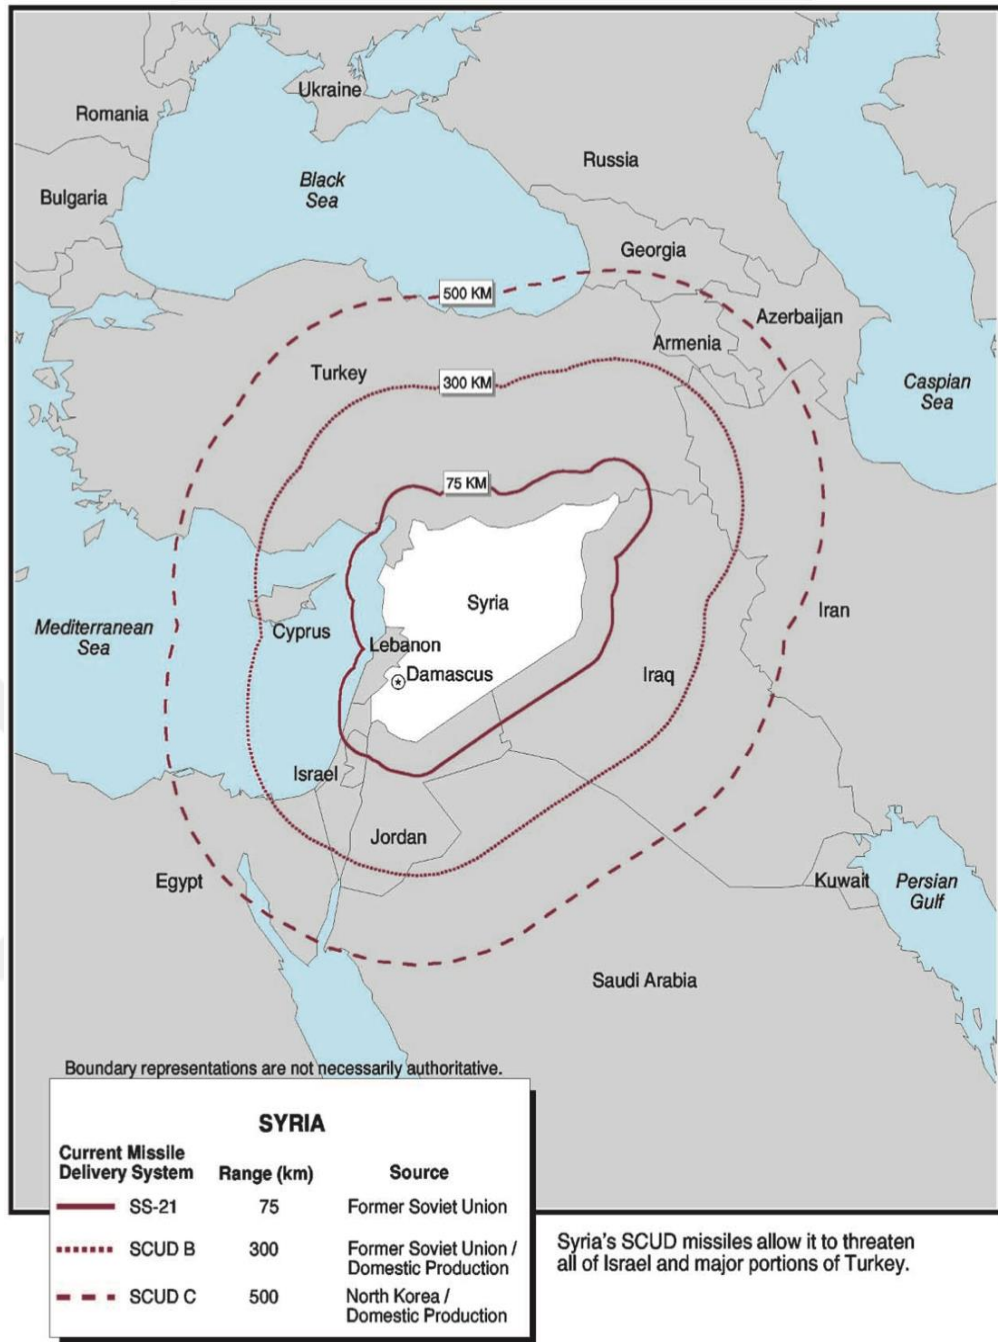 Ukraine
Romania
Russia
Black
Sea
Bulgaria
Georgia
500 KM
Azerbaijan
Armenia
Turkey
300 KM
Caspian
Sea
75 KM
Syria
Iran
Mediterranean
Sea
Cyprus
Lebanon
Damascus
Iraq
Israel
Jordan
Egypt
Kuwait
Persian
Gulf
Saudi Arabia
Boundary representations are not necessarily authoritative.
SYRIA
Current Missile
Delivery System Range (km) Source
SS-21 75 Former Soviet Union
SCUD B 300 Former Soviet Union /
Domestic Production
SCUD C 500 North Korea /
Domestic Production
Syria's SCUD missiles allow it to threaten
all of Israel and major portions of Turkey.